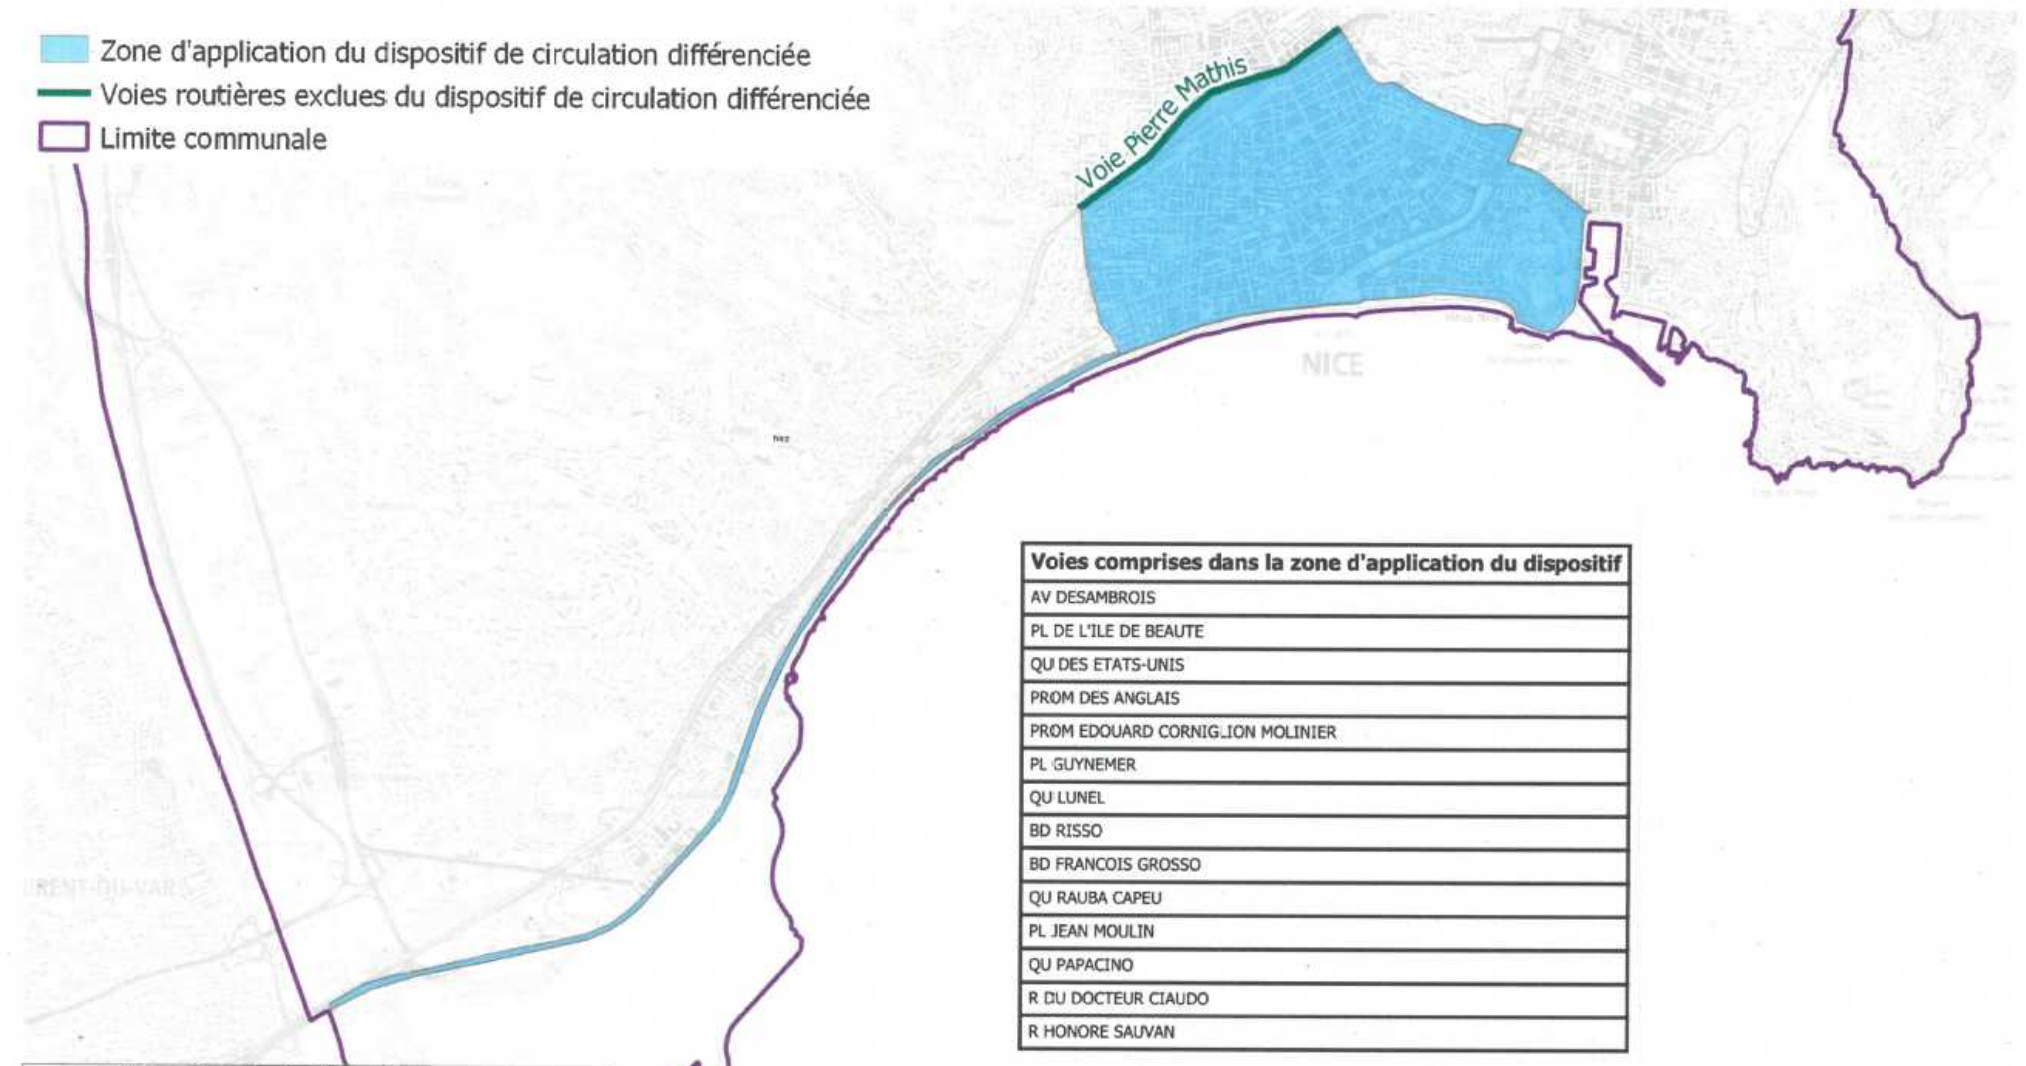 Zone d'application du dispositif de circulation différenciée
Voies routières exclues du dispositif de circulation différenciée
Limite communale
Voie Pierre Mathis
NICE
Nice
Voies comprises dans la zone d'application du dispositif
AV DESAMBROIS
PL DE L'ILE DE BEAUTE
QU DES ETATS-UNIS
PROM DES ANGLAIS
PROM EDOUARD CORNIGLION MOLINIER
PL GUYNEMER
QU LUNEL
BD RISSO
BD FRANCOIS GROSSO
QU RAUBA CAPEU
PL JEAN MOULIN
QU PAPACINO
R DU DOCTEUR CIAUDO
R HONORE SAUVAN